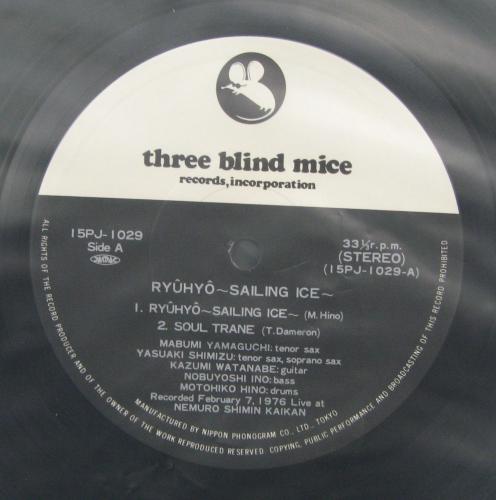 three blind mice
records, incorporation
15PJ-1029
Side A
33⅓r.p.m.
(STEREO)
(15PJ-1029-A)
RYÛHYÔ～SAILING ICE～
1. RYÛHYÔ～SAILING ICE～ (M. Hino)
2. SOUL TRANE (T.Dameron)
MABUMI YAMAGUCHI: tenor sax
YASUAKI SHIMIZU: tenor sax, soprano sax
KAZUMI WATANABE: guitar
NOBUYOSHI INO: bass
MOTOHIKO HINO: drums
Recorded February 7, 1976 Live at
NEMURO SHIMIN KAIKAN
MANUFACTURED BY NIPPON PHONOGRAM CO., LTD., TOKYO
ALL RIGHTS OF THE RECORD PRODUCER AND OF THE OWNER OF THE WORK REPRODUCED RESERVED. COPYING, PUBLIC PERFORMANCE AND BROADCASTING OF THIS RECORD PROHIBITED